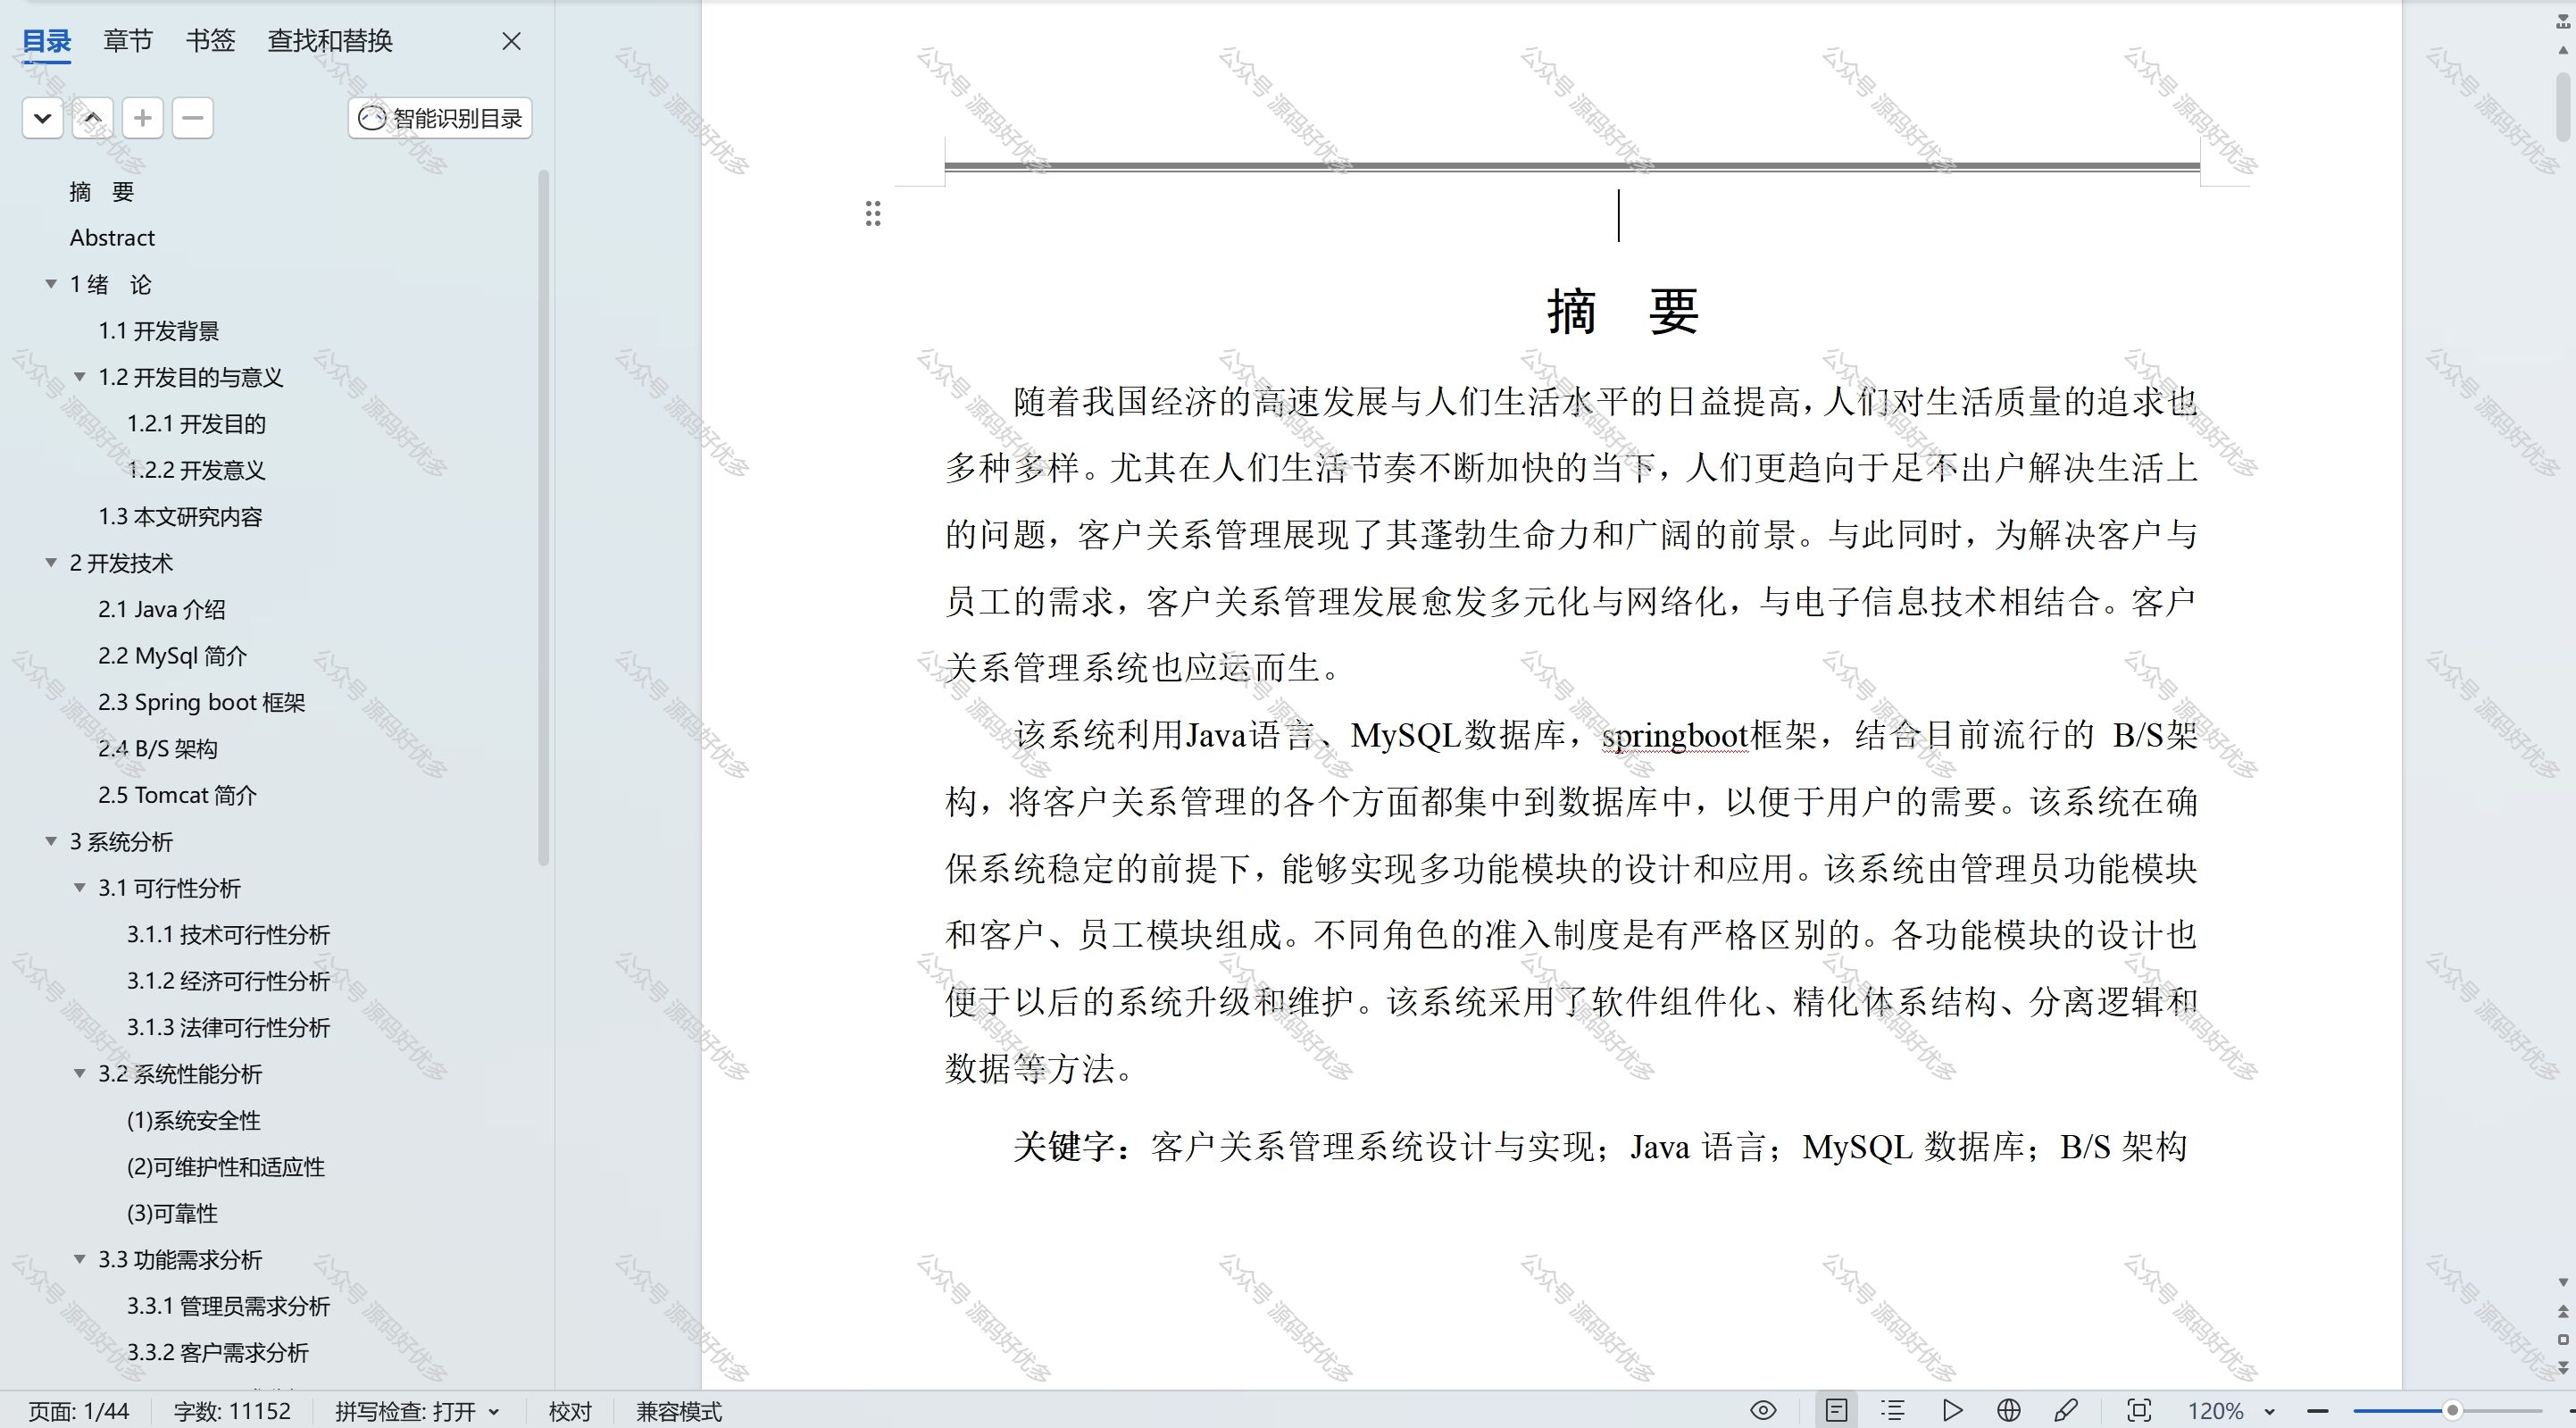 目录 章节 书签 查找和替换
智能识别目录
摘 要
Abstract
1 绪 论
1.1 开发背景
1.2 开发目的与意义
1.2.1 开发目的
1.2.2 开发意义
1.3 本文研究内容
2 开发技术
2.1 Java 介绍
2.2 MySql 简介
2.3 Spring boot 框架
2.4 B/S 架构
2.5 Tomcat 简介
3 系统分析
3.1 可行性分析
3.1.1 技术可行性分析
3.1.2 经济可行性分析
3.1.3 法律可行性分析
3.2 系统性能分析
(1)系统安全性
(2)可维护性和适应性
(3)可靠性
3.3 功能需求分析
3.3.1 管理员需求分析
3.3.2 客户需求分析
摘 要
随着我国经济的高速发展与人们生活水平的日益提高，人们对生活质量的追求也
多种多样。尤其在人们生活节奏不断加快的当下，人们更趋向于足不出户解决生活上
的问题，客户关系管理展现了其蓬勃生命力和广阔的前景。与此同时，为解决客户与
员工的需求，客户关系管理发展愈发多元化与网络化，与电子信息技术相结合。客户
关系管理系统也应运而生。
该系统利用Java语言、MySQL数据库，springboot框架，结合目前流行的 B/S架
构，将客户关系管理的各个方面都集中到数据库中，以便于用户的需要。该系统在确
保系统稳定的前提下，能够实现多功能模块的设计和应用。该系统由管理员功能模块
和客户、员工模块组成。不同角色的准入制度是有严格区别的。各功能模块的设计也
便于以后的系统升级和维护。该系统采用了软件组件化、精化体系结构、分离逻辑和
数据等方法。
关键字：客户关系管理系统设计与实现；Java 语言；MySQL 数据库；B/S 架构
页面: 1/44 字数: 11152 拼写检查: 打开 校对 兼容模式 120%
公众号 源码好优多